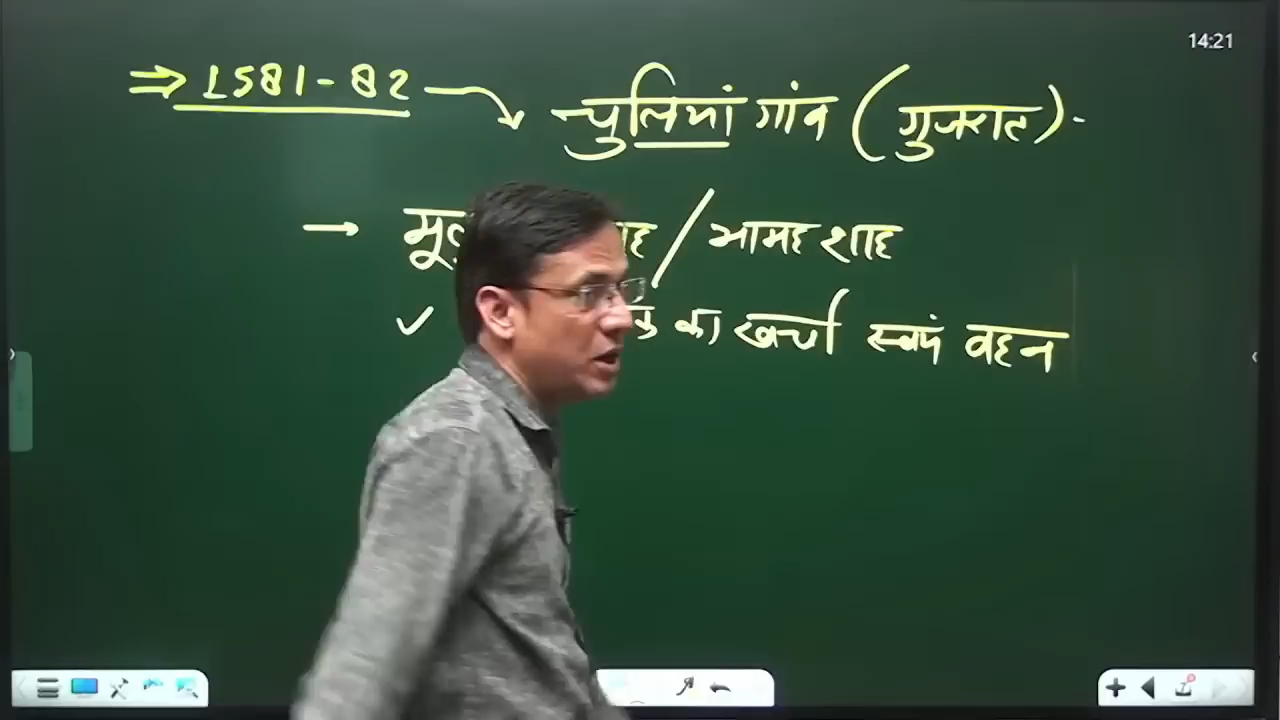 14:21
⇒ 1581-82 → चुलियां गांव (गुजरात)
→ / भामाह शाह
✓ का खर्चा स्वयं वहन